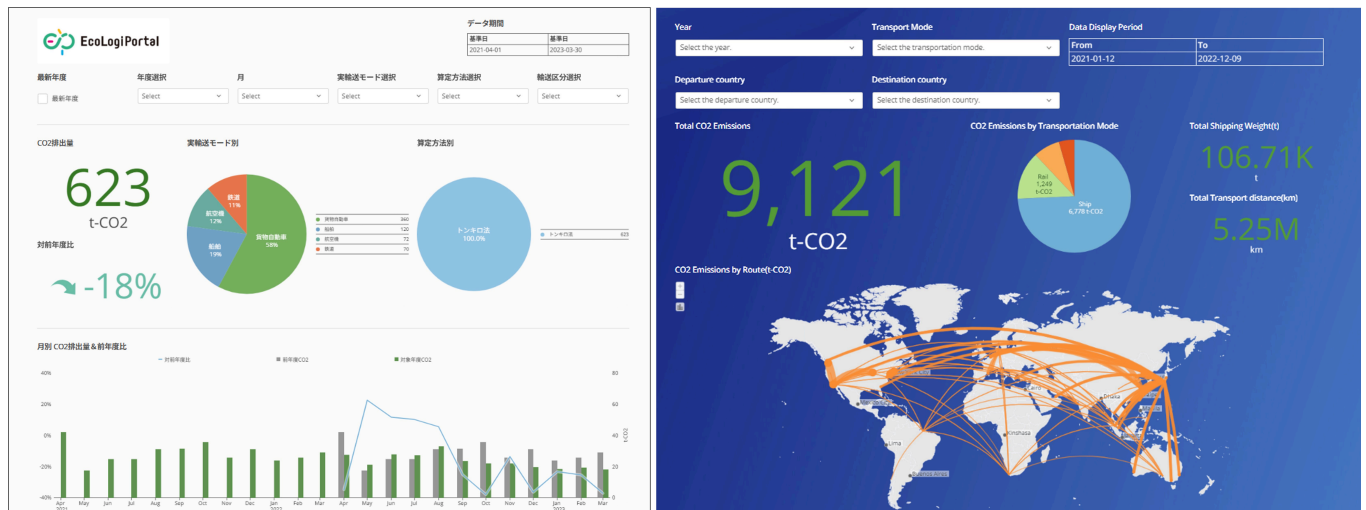 EcoLogiPortal
データ期間
基準日 基準日
2021-04-01 2023-03-30
最新年度 年度選択 月 実輸送モード選択 算定方法選択 輸送区分選択
最新年度 Select Select Select Select Select
CO2排出量 実輸送モード別 算定方法別
623
t-CO2
対前年度比
-18%
鉄道
11%
航空機
12%
船舶
19%
貨物自動車
58%
貨物自動車 360
船舶 120
航空機 72
鉄道 70
トンキロ法
100.0%
トンキロ法 623
月別 CO2排出量&前年度比
対前年度比 前年度CO2 対象年度CO2
40% 80
20% 60
0% 40
-20% 20
-40% 0
t-CO2
Apr May Jun Jul Aug Sep Oct Nov Dec Jan Feb Mar Apr May Jun Jul Aug Sep Oct Nov Dec Jan Feb Mar
2021 2022 2023
Year Transport Mode Data Display Period
Select the year. Select the transportation mode.
From To
2021-01-12 2022-12-09
Departure country Destination country
Select the departure country. Select the destination country.
Total CO2 Emissions CO2 Emissions by Transportation Mode Total Shipping Weight(t)
9,121
t-CO2
Rail
1,249
t-CO2
Ship
6,778 t-CO2
106.71K
t
Total Transport distance(km)
5.25M
km
CO2 Emissions by Route(t-CO2)
Cairo
Dhaka
Kinshasa
Lima
Buenos Aires